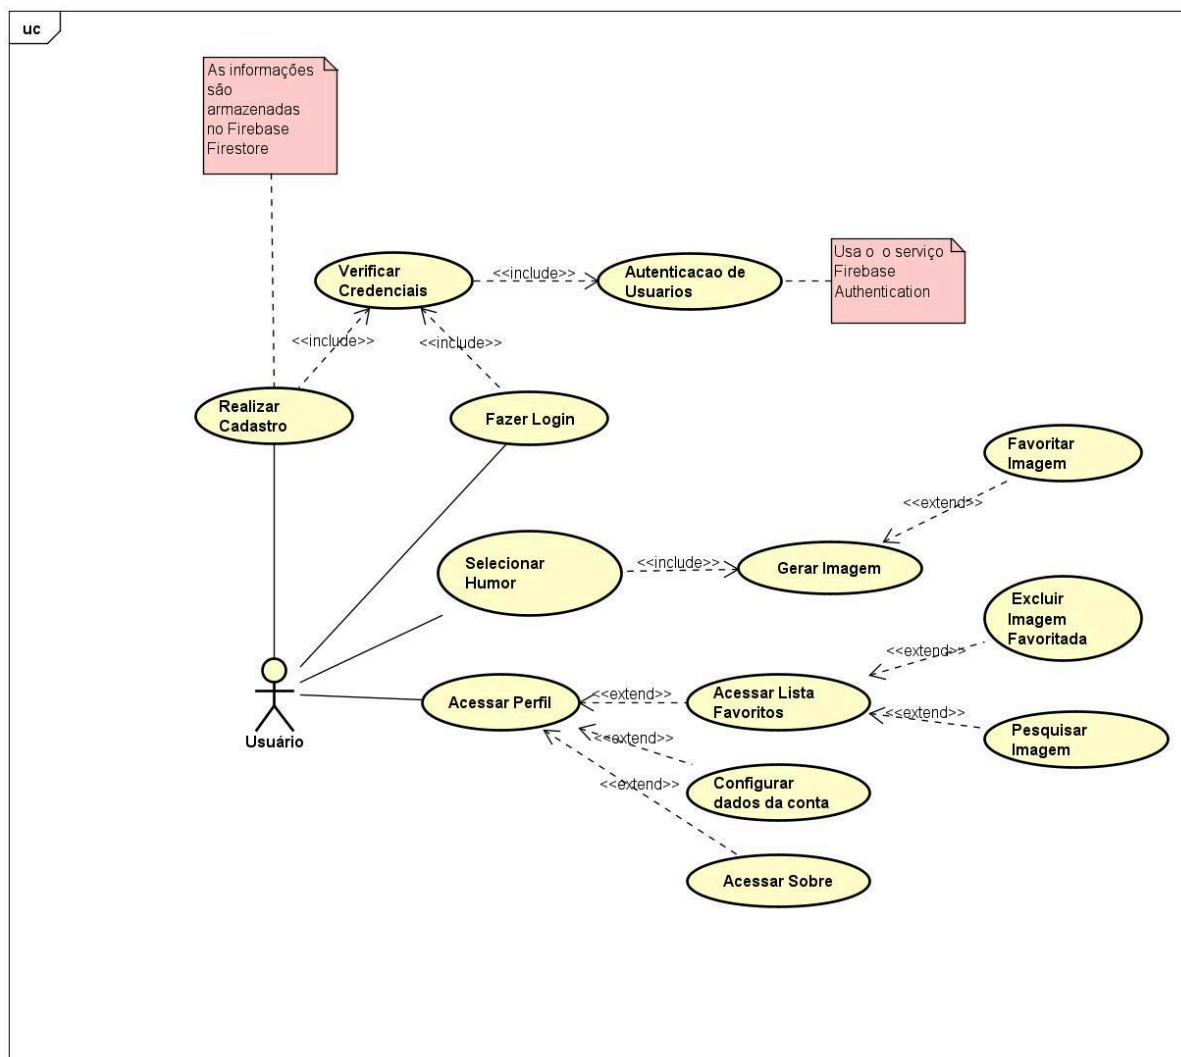 uc
As informações
são
armazenadas
no Firebase
Firestore
Verificar
Credenciais
<<include>>
Autenticacao de
Usuarios
Usa o  o serviço
Firebase
Authentication
<<include>>
<<include>>
Realizar
Cadastro
Fazer Login
Favoritar
Imagem
<<extend>>
Selecionar
Humor
<<include>>
Gerar Imagem
Excluir
Imagem
Favoritada
<<extend>>
Acessar Perfil
<<extend>>
Acessar Lista
Favoritos
<<extend>>
Pesquisar
Imagem
Usuário
<<extend>>
<<extend>>
Configurar
dados da conta
Acessar Sobre